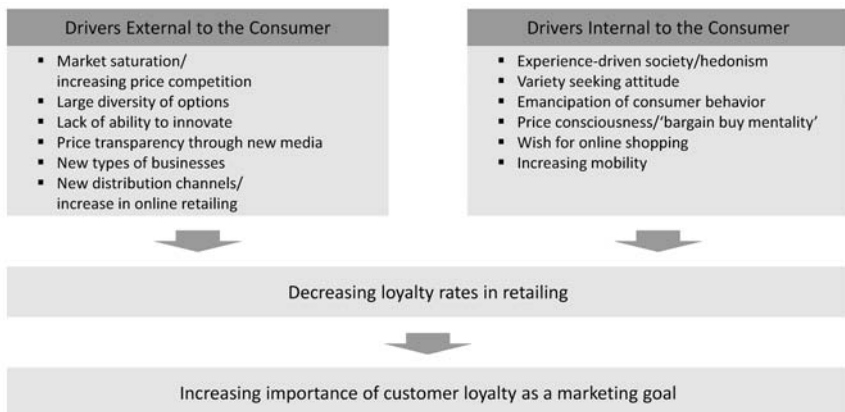 Drivers External to the Consumer
▪ Market saturation/
increasing price competition
▪ Large diversity of options
▪ Lack of ability to innovate
▪ Price transparency through new media
▪ New types of businesses
▪ New distribution channels/
increase in online retailing
Drivers Internal to the Consumer
▪ Experience-driven society/hedonism
▪ Variety seeking attitude
▪ Emancipation of consumer behavior
▪ Price consciousness/‘bargain buy mentality’
▪ Wish for online shopping
▪ Increasing mobility
Decreasing loyalty rates in retailing
Increasing importance of customer loyalty as a marketing goal